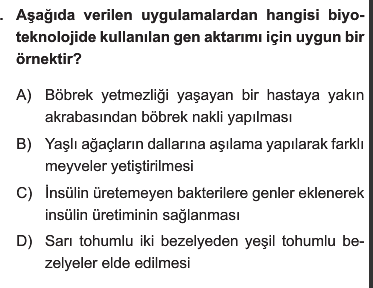 . Aşağıda verilen uygulamalardan hangisi biyo-
teknolojide kullanılan gen aktarımı için uygun bir
örnektir?
A) Böbrek yetmezliği yaşayan bir hastaya yakın
akrabasından böbrek nakli yapılması
B) Yaşlı ağaçların dallarına aşılama yapılarak farklı
meyveler yetiştirilmesi
C) İnsülin üretemeyen bakterilere genler eklenerek
insülin üretiminin sağlanması
D) Sarı tohumlu iki bezelyeden yeşil tohumlu be-
zelyeler elde edilmesi